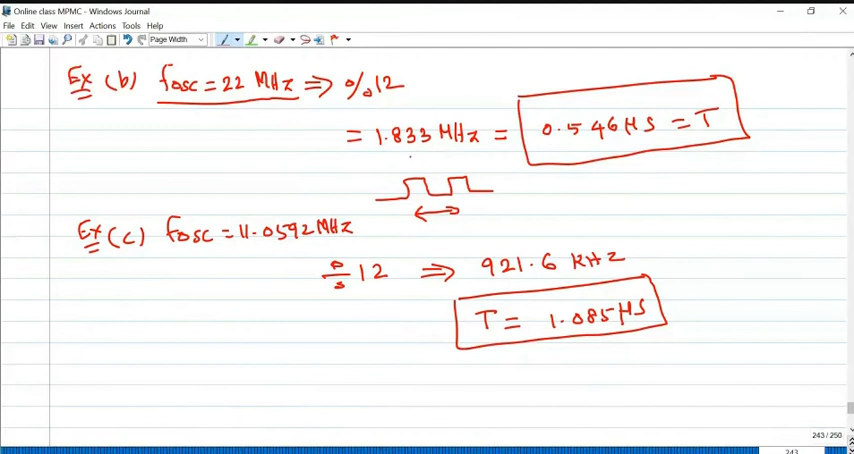 Online class MPMC - Windows Journal
File Edit View Insert Actions Tools Help
Page Width
Ex (b) fosc = 22 MHz ⇒ % 12
= 1.833 MHz = 0.546 μs = T
Ex (c) fosc = 11.0592 MHz
÷ 12 ⇒ 921.6 KHz
T = 1.085 μs
243 / 250
243